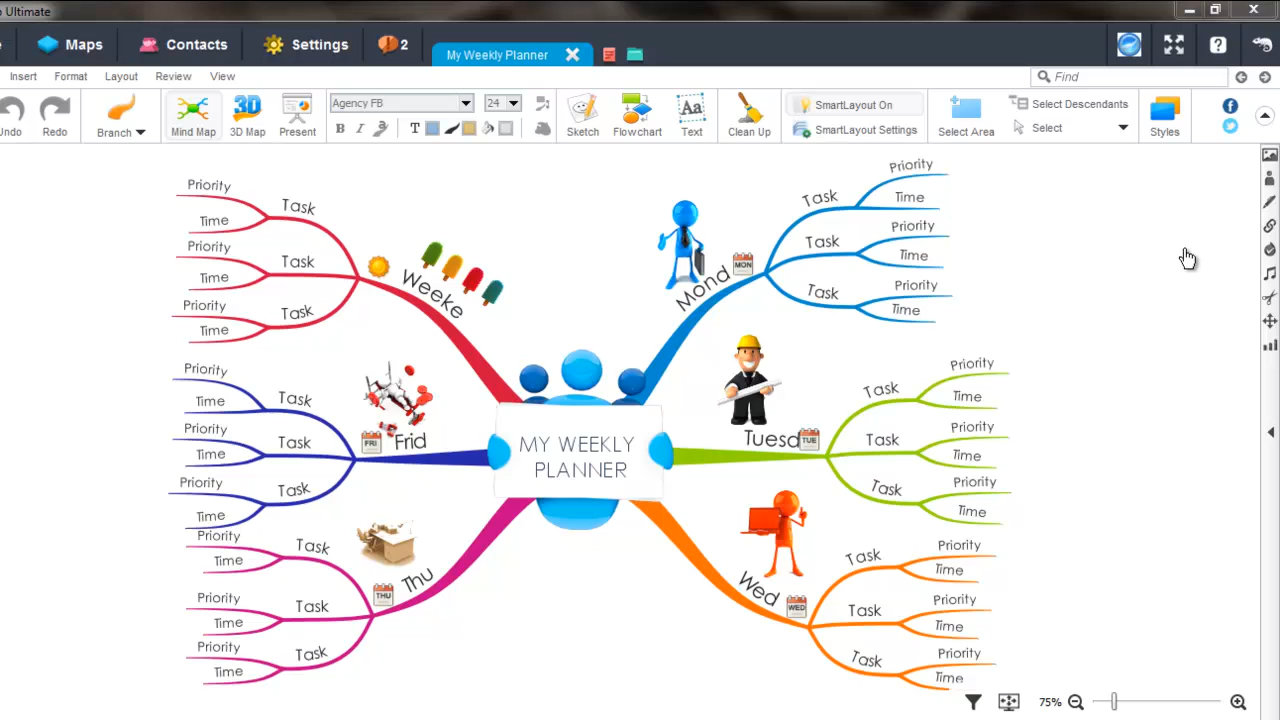 Ultimate
Maps
Contacts
Settings
2
My Weekly Planner
Insert
Format
Layout
Review
View
Find
Undo
Redo
Branch
Mind Map
3D
3D Map
Present
Agency FB
24
B
I
T
Sketch
Flowchart
Aa
Text
Clean Up
SmartLayout On
SmartLayout Settings
Select Area
Select Descendants
Select
Styles
MY WEEKLY
PLANNER
Mond
MON
Task
Priority
Time
Task
Priority
Time
Task
Priority
Time
Tuesd
TUE
Task
Priority
Time
Task
Priority
Time
Task
Priority
Time
Wed
WED
Task
Priority
Time
Task
Priority
Time
Task
Priority
Time
Thu
THU
Task
Priority
Time
Task
Priority
Time
Task
Priority
Time
Frid
FRI
Task
Priority
Time
Task
Priority
Time
Task
Priority
Time
Weeke
Task
Priority
Time
Task
Priority
Time
Task
Priority
Time
75%